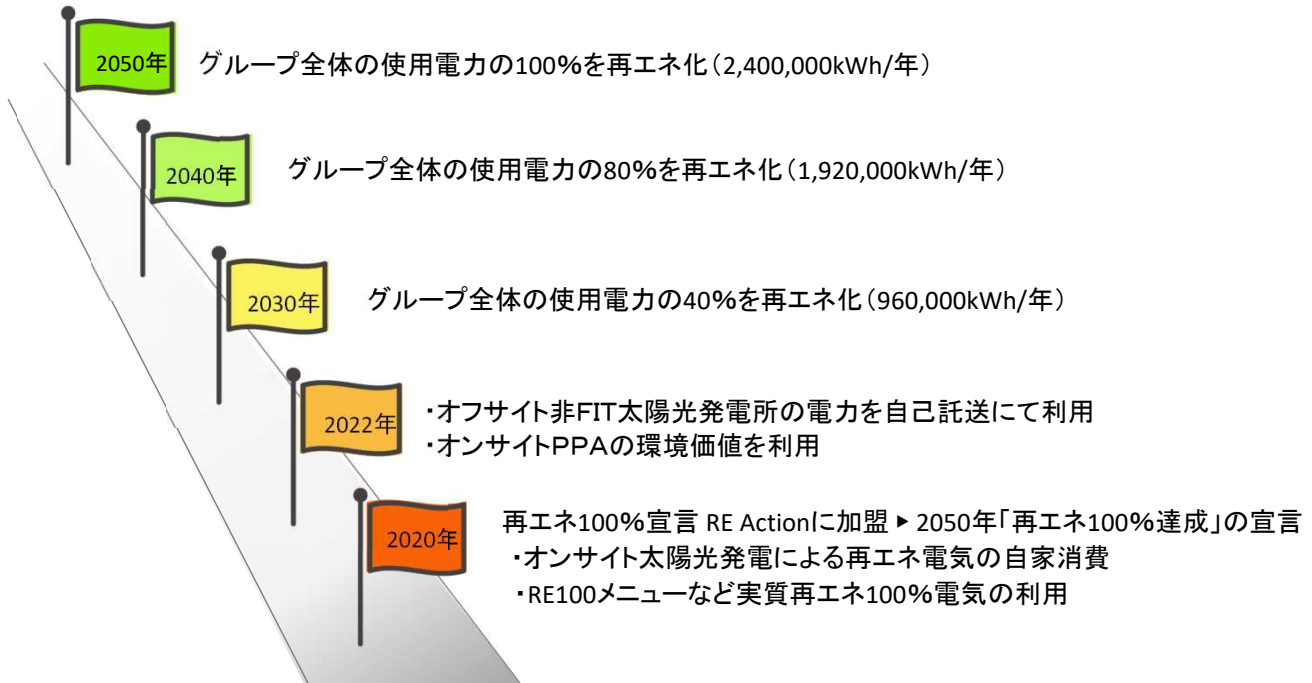 2050年 グループ全体の使用電力の100%を再エネ化(2,400,000kWh/年)
2040年 グループ全体の使用電力の80%を再エネ化(1,920,000kWh/年)
2030年 グループ全体の使用電力の40%を再エネ化(960,000kWh/年)
2022年
・オフサイト非FIT太陽光発電所の電力を自己託送にて利用
・オンサイトPPAの環境価値を利用
2020年
再エネ100%宣言 RE Actionに加盟 ▶ 2050年「再エネ100%達成」の宣言
・オンサイト太陽光発電による再エネ電気の自家消費
・RE100メニューなど実質再エネ100%電気の利用